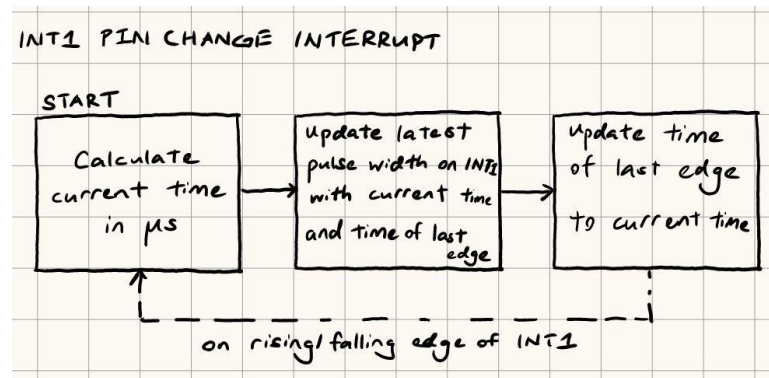 INT1 PIN CHANGE INTERRUPT
START
Calculate
current time
in µs
update latest
pulse width on INT1
with current time
and time of last
edge
update time
of last edge
to current time
on rising/falling edge of INT1